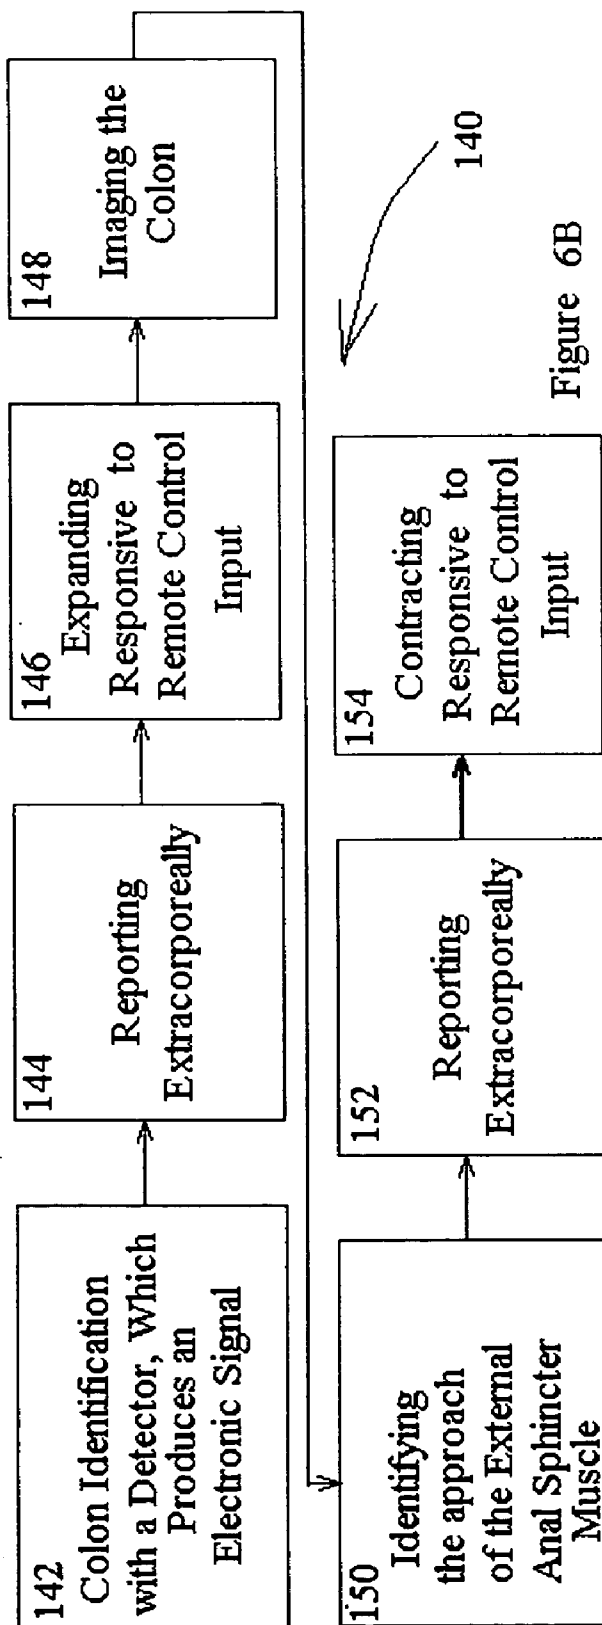 142
Colon Identification
with a Detector, Which
Produces an
Electronic Signal
144
Reporting
Extracorporeally
146
Expanding
Responsive to
Remote Control
Input
148
Imaging the
Colon
150
Identifying
the approach
of the External
Anal Sphincter
Muscle
152
Reporting
Extracorporeally
154
Contracting
Responsive to
Remote Control
Input
140
Figure 6B